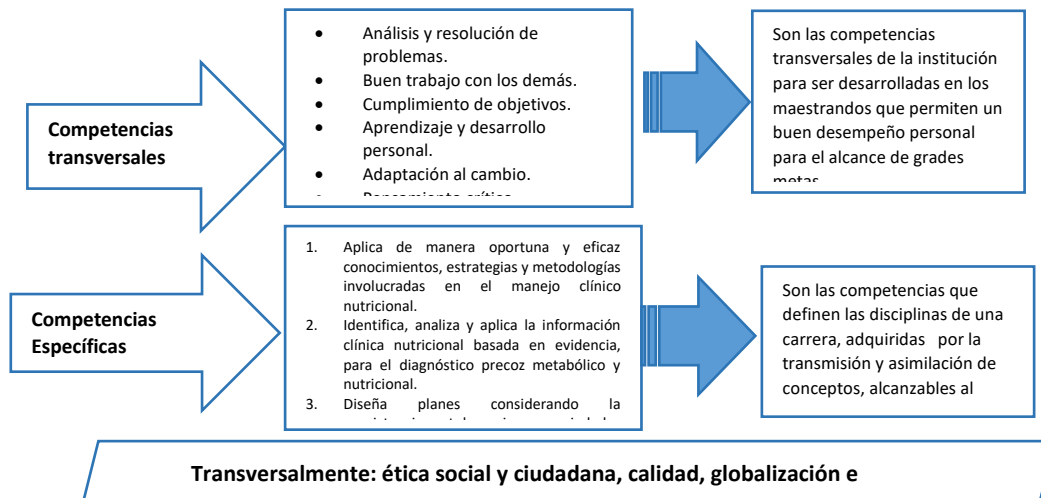 Competencias
transversales
• Análisis y resolución de
problemas.
• Buen trabajo con los demás.
• Cumplimiento de objetivos.
• Aprendizaje y desarrollo
personal.
• Adaptación al cambio.
Son las competencias
transversales de la institución
para ser desarrolladas en los
maestrandos que permiten un
buen desempeño personal
para el alcance de grades
metas
Competencias
Específicas
1. Aplica de manera oportuna y eficaz
conocimientos, estrategias y metodologías
involucradas en el manejo clínico
nutricional.
2. Identifica, analiza y aplica la información
clínica nutricional basada en evidencia,
para el diagnóstico precoz metabólico y
nutricional.
3. Diseña planes considerando la
Son las competencias que
definen las disciplinas de una
carrera, adquiridas por la
transmisión y asimilación de
conceptos, alcanzables al
Transversalmente: ética social y ciudadana, calidad, globalización e